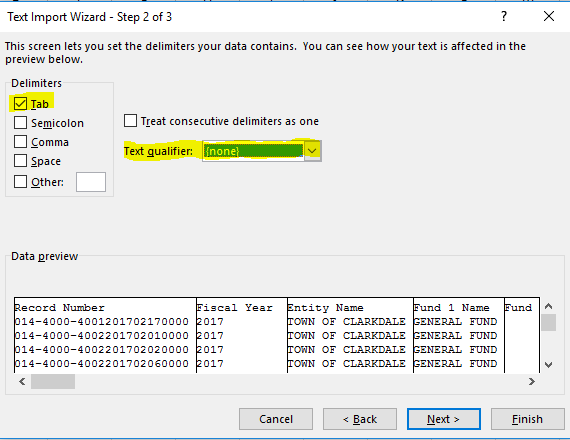 Text Import Wizard - Step 2 of 3
This screen lets you set the delimiters your data contains. You can see how your text is affected in the
preview below.
Delimiters
Tab
Semicolon
Comma
Space
Other:
Treat consecutive delimiters as one
Text qualifier: {none}
Data preview
Record Number Fiscal Year Entity Name Fund 1 Name Fund
014-4000-4001201702170000 2017 TOWN OF CLARKDALE GENERAL FUND
014-4000-4002201702010000 2017 TOWN OF CLARKDALE GENERAL FUND
014-4000-4002201702020000 2017 TOWN OF CLARKDALE GENERAL FUND
014-4000-4002201702060000 2017 TOWN OF CLARKDALE GENERAL FUND
Cancel < Back Next > Finish